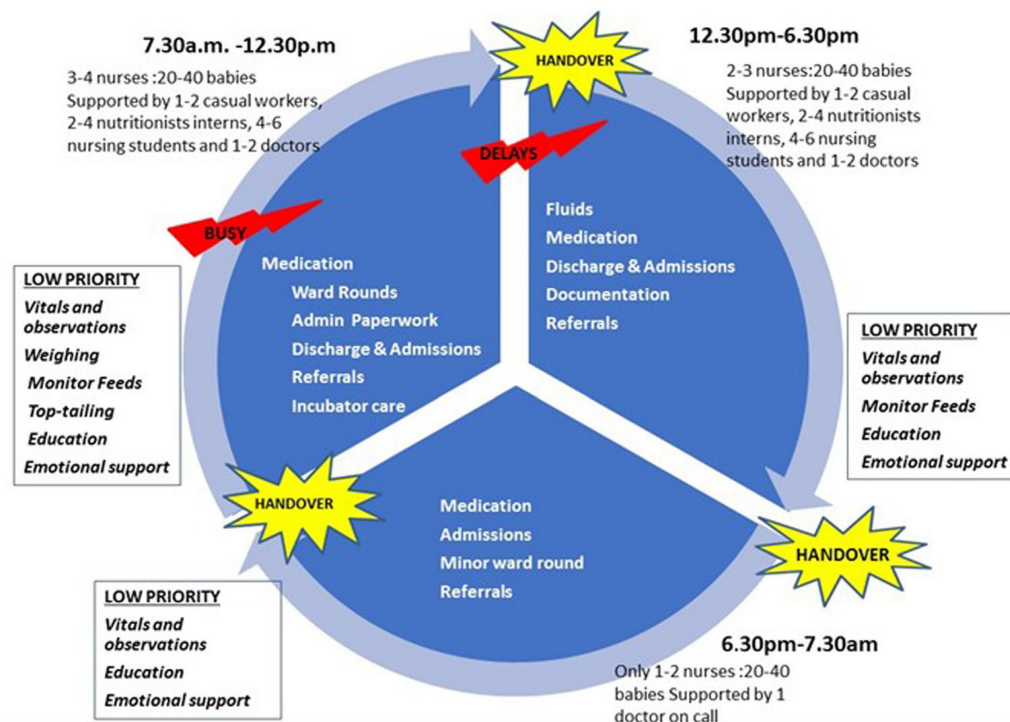 7.30a.m. -12.30p.m
3-4 nurses :20-40 babies
Supported by 1-2 casual workers,
2-4 nutritionists interns, 4-6
nursing students and 1-2 doctors
HANDOVER
12.30pm-6.30pm
2-3 nurses:20-40 babies
Supported by 1-2 casual
workers, 2-4 nutritionists
interns, 4-6 nursing
students and 1-2 doctors
BUSY
DELAYS
Medication
Ward Rounds
Admin Paperwork
Discharge & Admissions
Referrals
Incubator care
Fluids
Medication
Discharge & Admissions
Documentation
Referrals
LOW PRIORITY
Vitals and
observations
Weighing
Monitor Feeds
Top-tailing
Education
Emotional support
LOW PRIORITY
Vitals and
observations
Monitor Feeds
Education
Emotional support
HANDOVER
Medication
Admissions
Minor ward round
Referrals
HANDOVER
LOW PRIORITY
Vitals and
observations
Education
Emotional support
6.30pm-7.30am
Only 1-2 nurses :20-40
babies Supported by 1
doctor on call